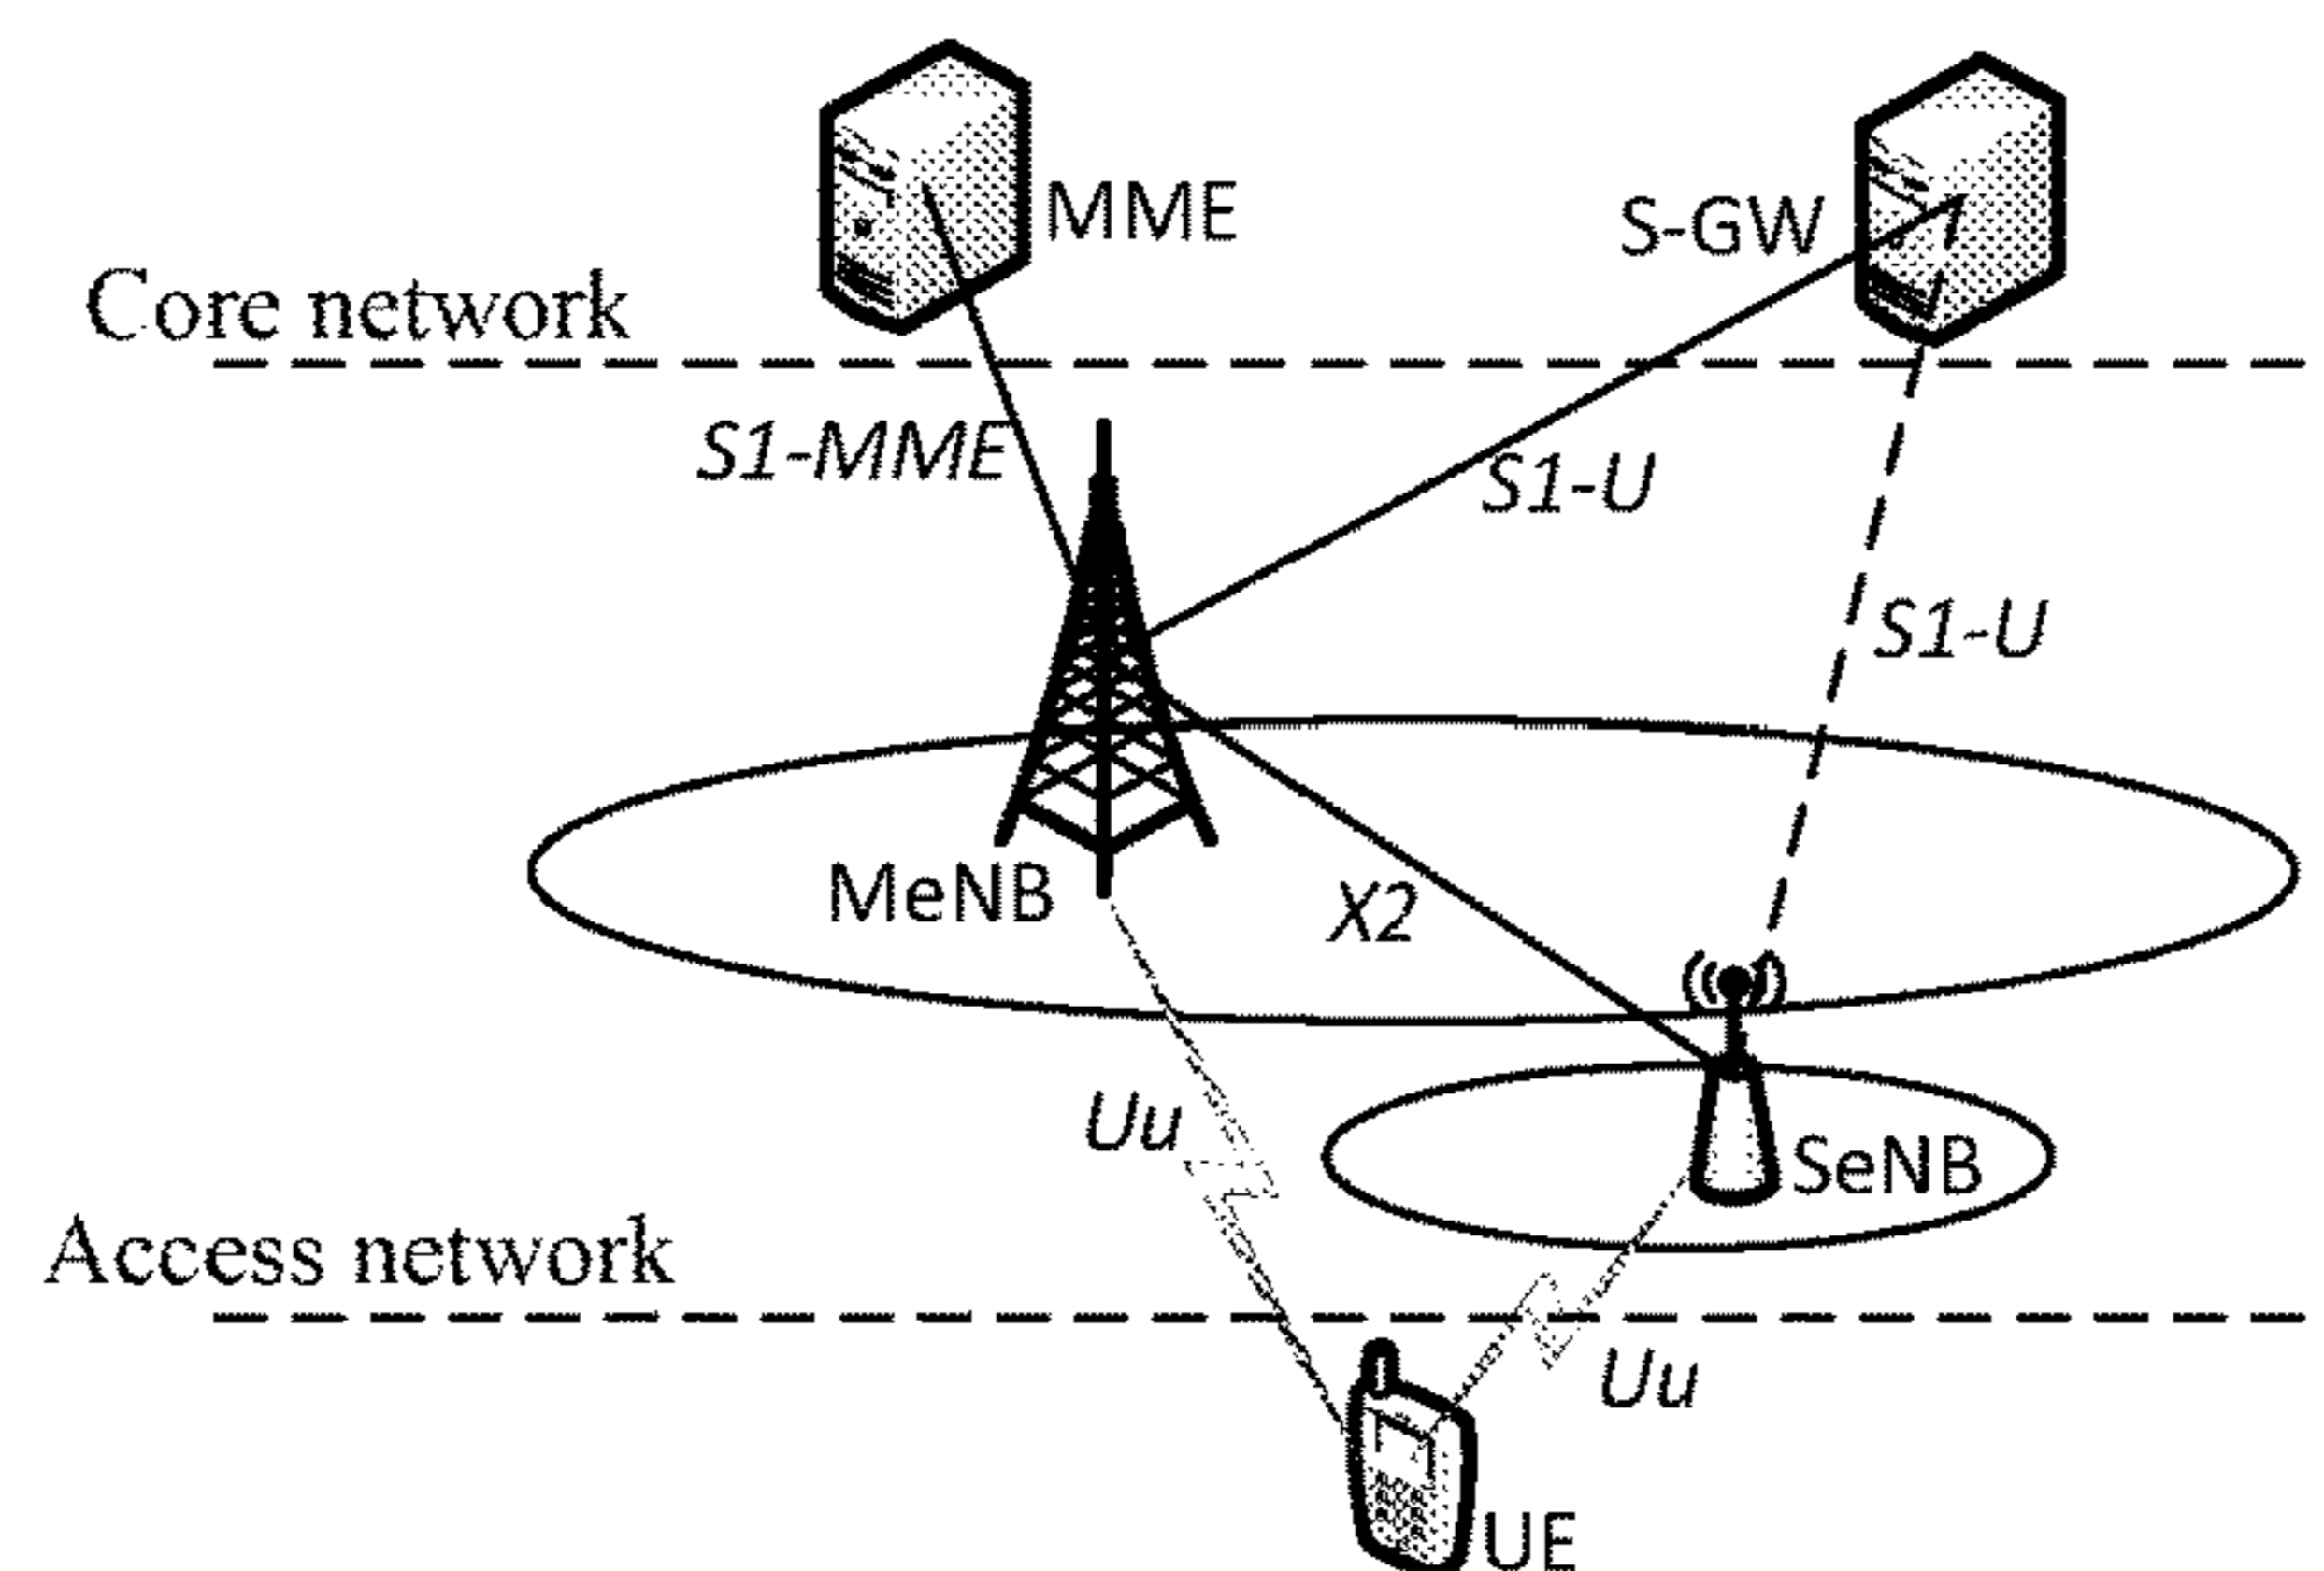 MME
S-GW
Core network
S1-MME
S1-U
S1-U
MeNB
X2
Uu
SeNB
Access network
Uu
UE